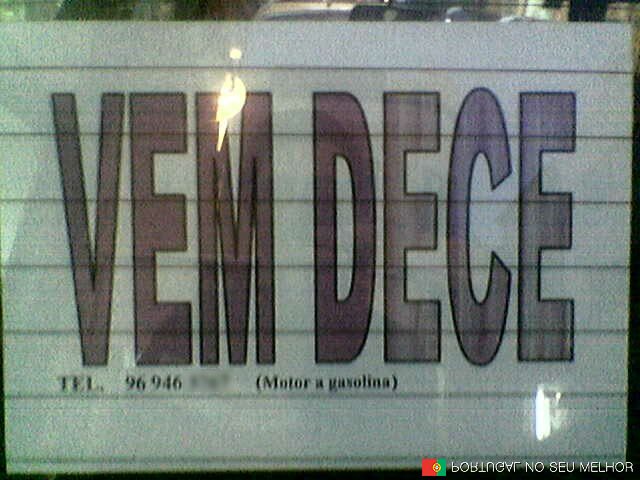 VEM DECE
TEL. 96 946 (Motor a gasolina)
PORTUGAL NO SEU MELHOR